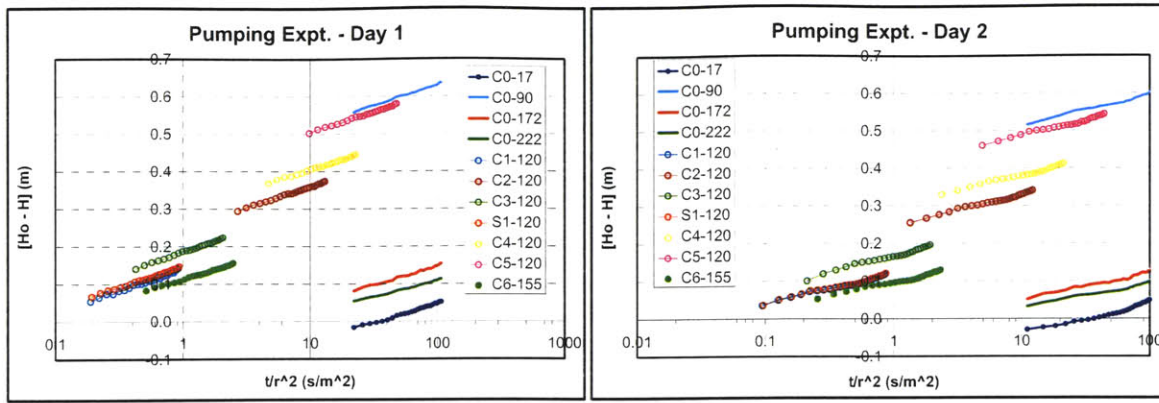 Pumping Expt. - Day 1
0.7
0.6
0.5
0.4
0.3
0.2
0.1
0.0
-0.1
[Ho - H] (m)
0.1
1
10
100
1000
t/r^2 (s/m^2)
C0-17
C0-90
C0-172
C0-222
C1-120
C2-120
C3-120
S1-120
C4-120
C5-120
C6-155
Pumping Expt. - Day 2
0.7
0.6
0.5
0.4
0.3
0.2
0.1
0.0
-0.1
[Ho - H] (m)
0.01
0.1
1
10
100
t/r^2 (s/m^2)
C0-17
C0-90
C0-172
C0-222
C1-120
C2-120
C3-120
S1-120
C4-120
C5-120
C6-155